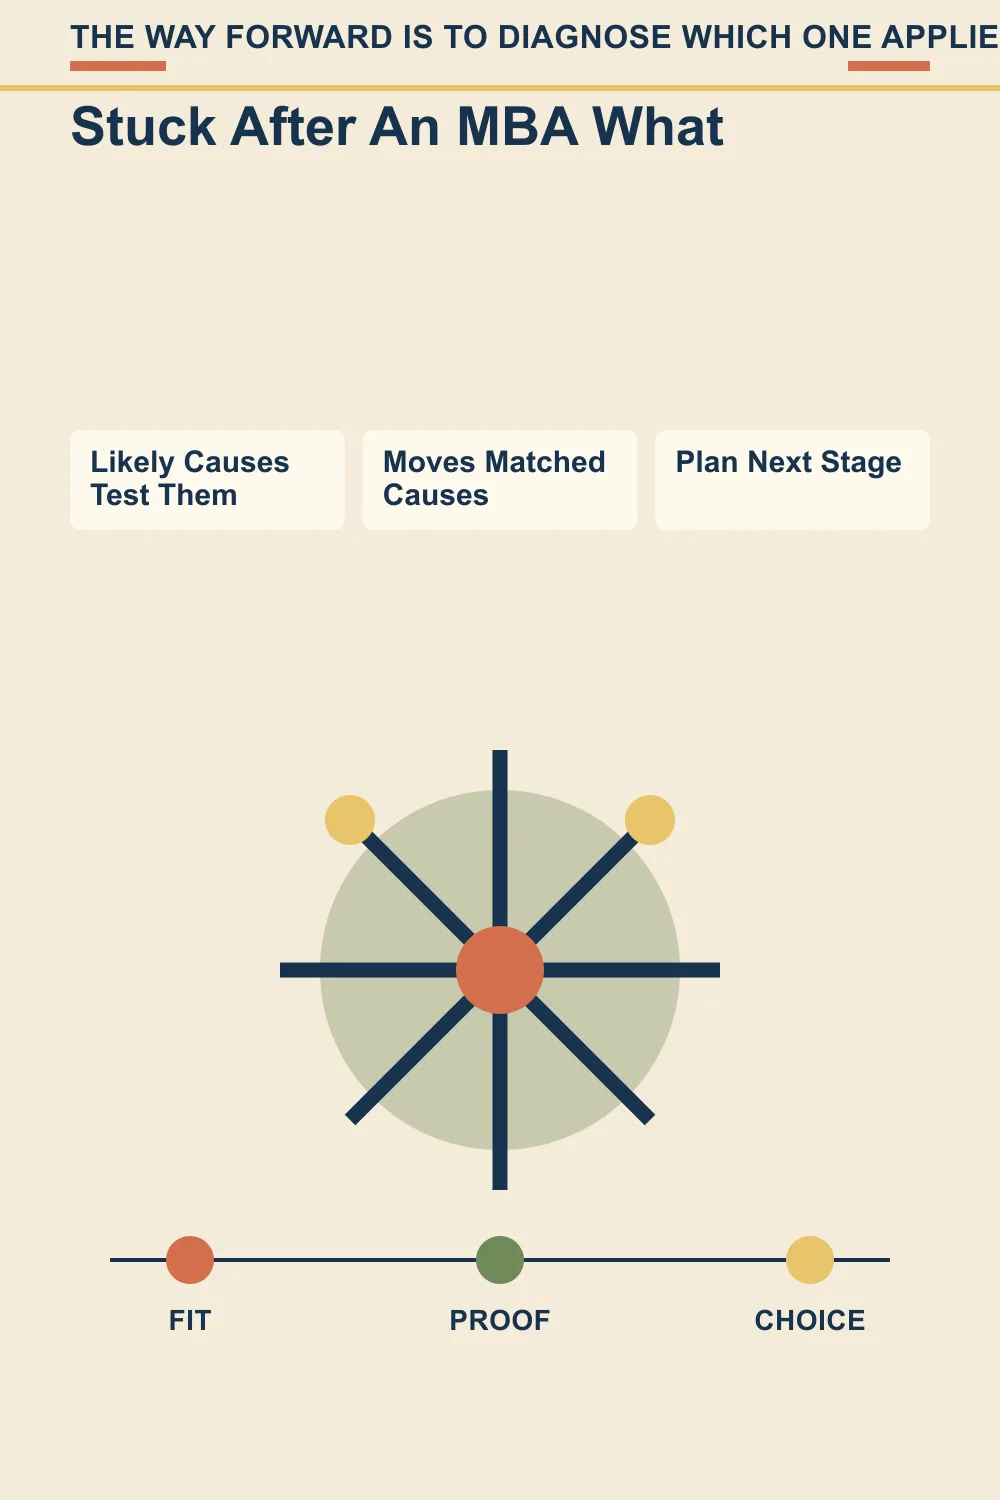 THE WAY FORWARD IS TO DIAGNOSE WHICH ONE APPLIE
Stuck After An MBA What
Likely Causes
Test Them
Moves Matched
Causes
Plan Next Stage
FIT
PROOF
CHOICE